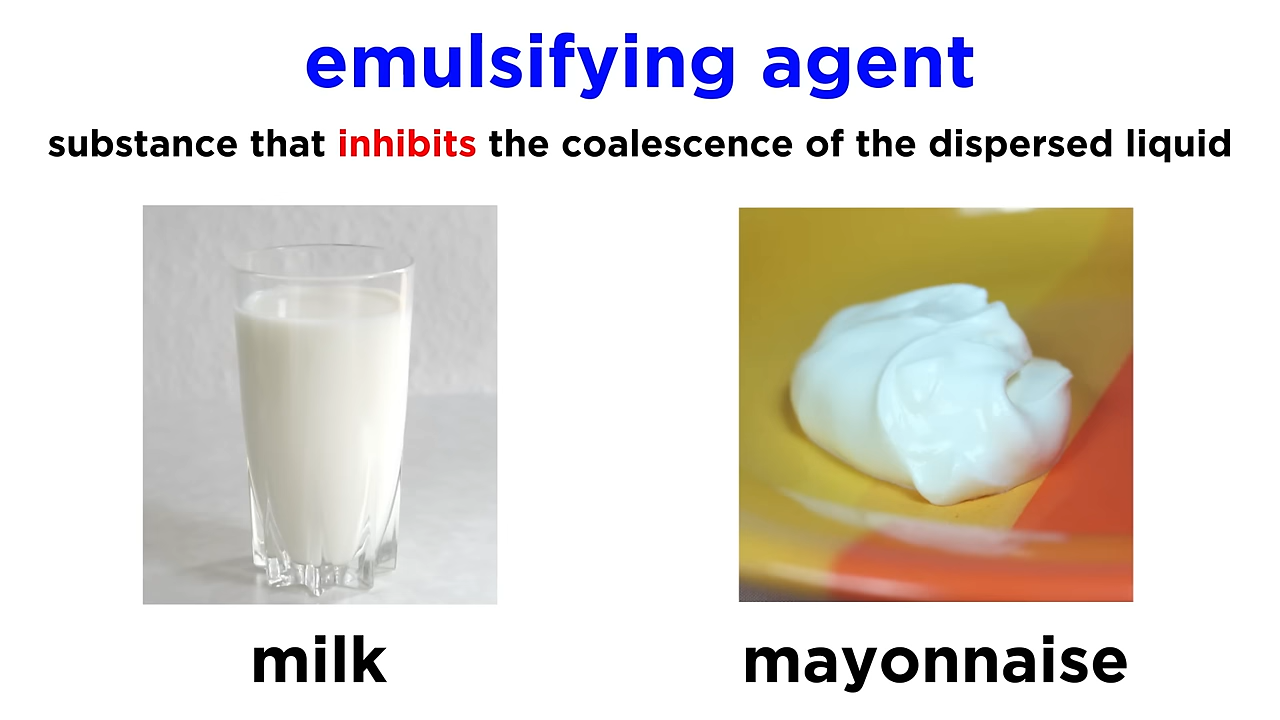 emulsifying agent
substance that inhibits the coalescence of the dispersed liquid
milk
mayonnaise